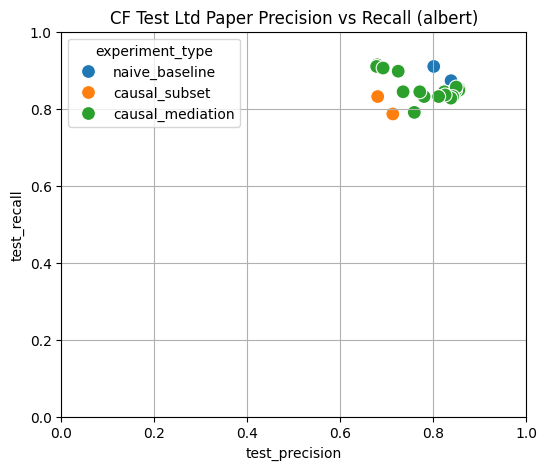 CF Test Ltd Paper Precision vs Recall (albert)
experiment_type
naive_baseline
causal_subset
causal_mediation
test_recall
1.0
0.8
0.6
0.4
0.2
0.0
0.0 0.2 0.4 0.6 0.8 1.0
test_precision